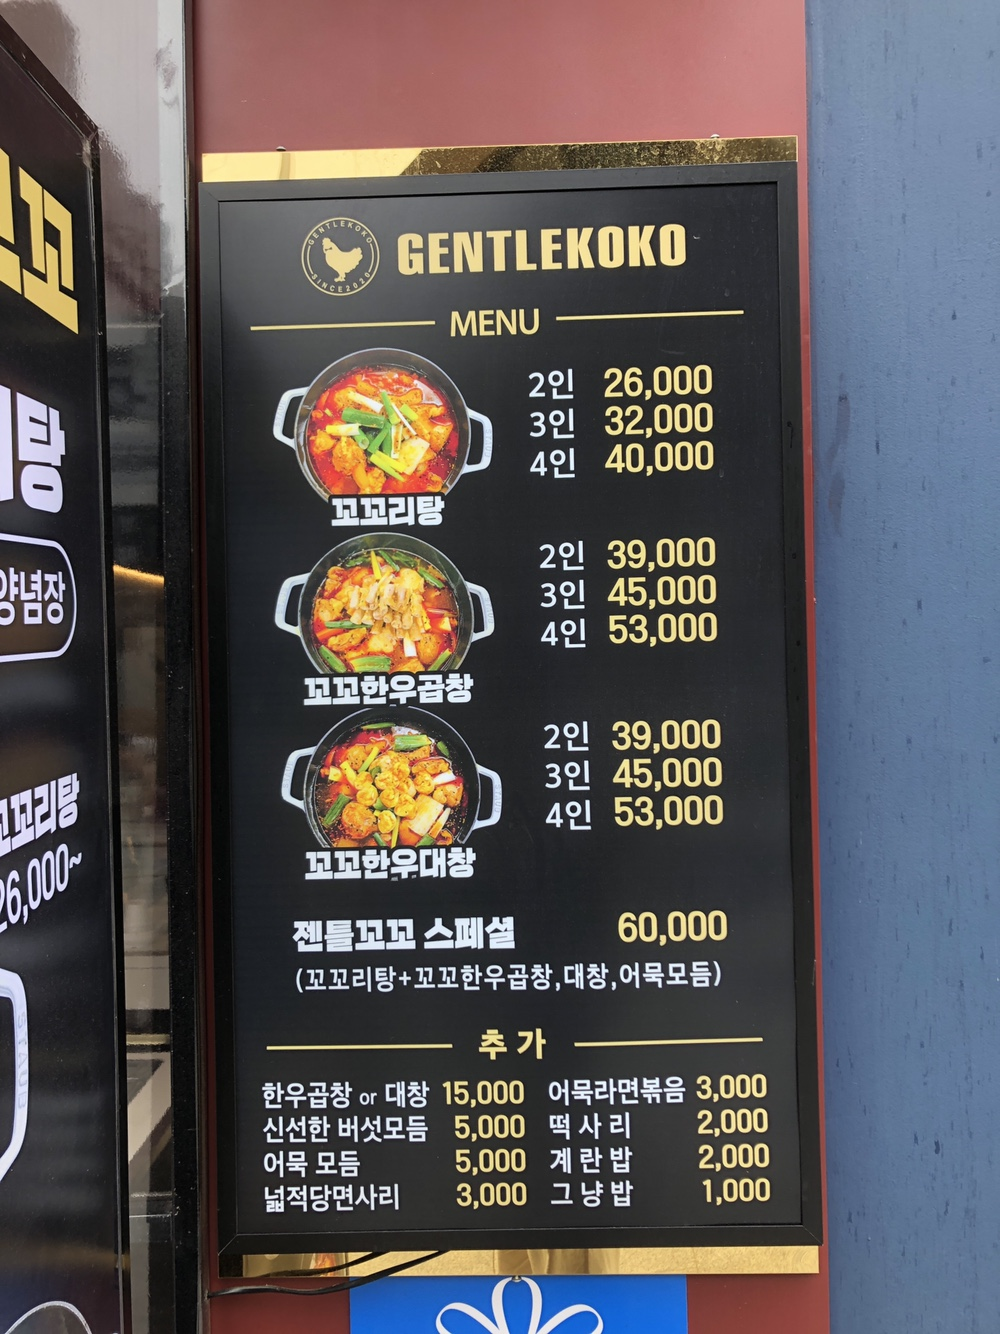 GENTLEKOKO
SINCE2020
GENTLEKOKO
MENU
2인 26,000
3인 32,000
4인 40,000
꼬꼬리탕
2인 39,000
3인 45,000
4인 53,000
꼬꼬한우곱창
2인 39,000
3인 45,000
4인 53,000
꼬꼬한우대창
젠틀꼬꼬 스페셜 60,000
(꼬꼬리탕+꼬꼬한우곱창,대창,어묵모듬)
추가
한우곱창 or 대창 15,000 어묵라면볶음 3,000
신선한 버섯모듬 5,000 떡사리 2,000
어묵 모듬 5,000 계란밥 2,000
넓적당면사리 3,000 그냥밥 1,000
꼬
탕
양념장
꼬리탕
26,000~
STAUB